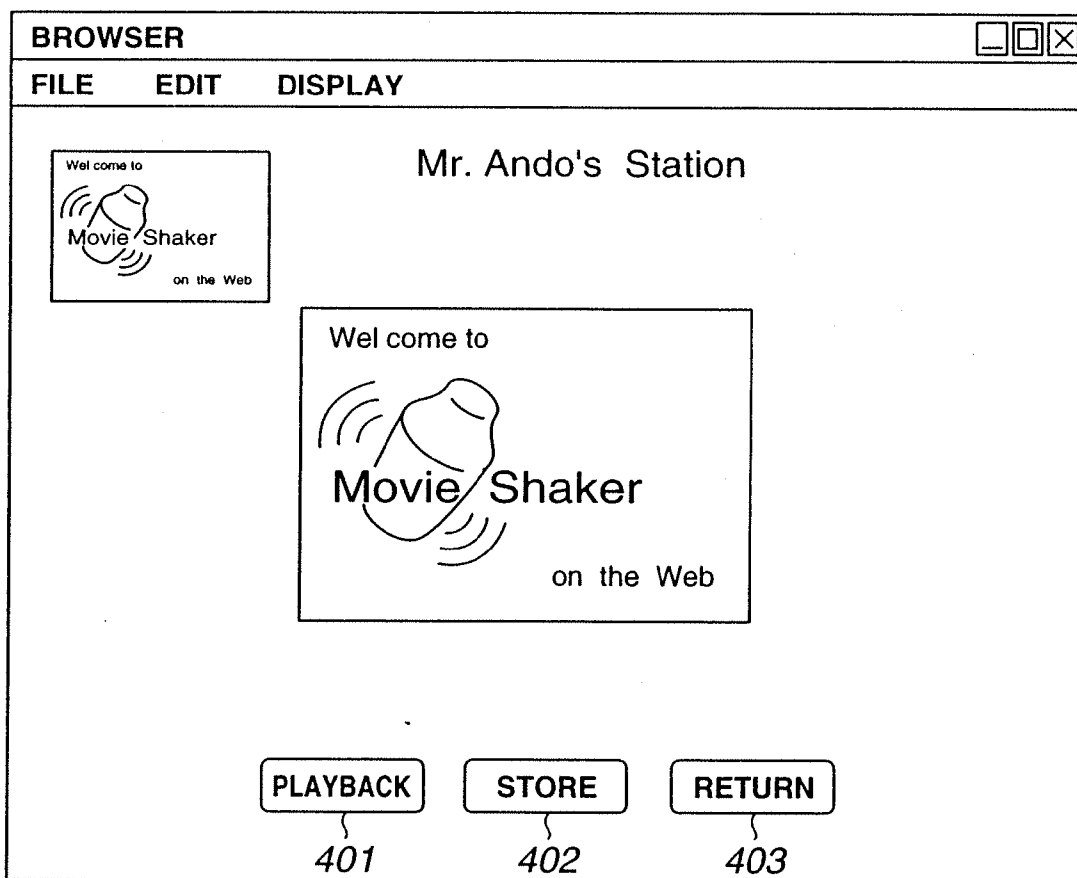 BROWSER
FILE EDIT DISPLAY
Mr. Ando's Station
Wel come to
Movie Shaker
on the Web
Wel come to
Movie Shaker
on the Web
PLAYBACK STORE RETURN
401 402 403